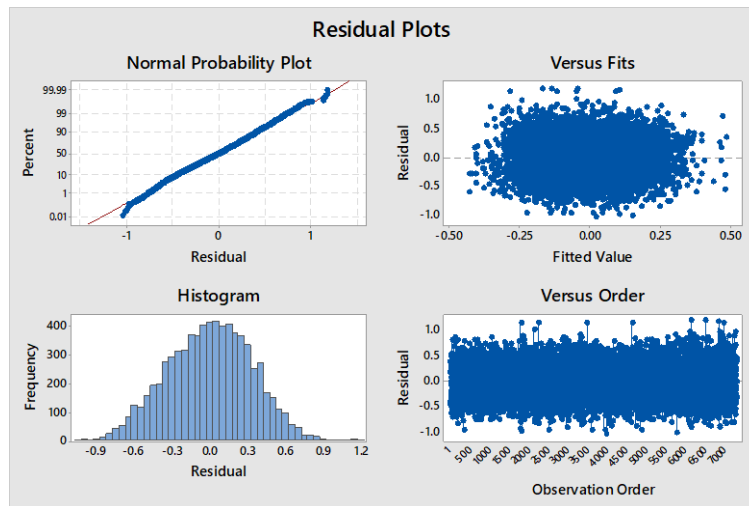 Residual Plots
Normal Probability Plot
Percent
99.99
99
90
50
10
1
0.01
-1 0 1
Residual
Versus Fits
Residual
1.0
0.5
0.0
-0.5
-1.0
-0.50 -0.25 0.00 0.25 0.50
Fitted Value
Histogram
Frequency
400
300
200
100
0
-0.9 -0.6 -0.3 0.0 0.3 0.6 0.9 1.2
Residual
Versus Order
Residual
1.0
0.5
0.0
-0.5
-1.0
1 500 1000 1500 2000 2500 3000 3500 4000 4500 5000 5500 6000 6500 7000
Observation Order